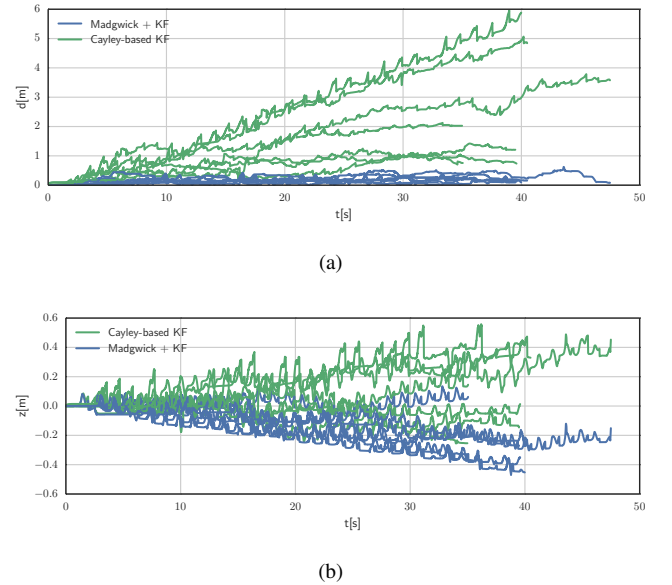 6
5
4
3
2
1
0
d[m]
Madgwick + KF
Cayley-based KF
0 10 20 30 40 50
t[s]
(a)
0.6
0.4
0.2
0.0
−0.2
−0.4
−0.6
z[m]
Cayley-based KF
Madgwick + KF
0 10 20 30 40 50
t[s]
(b)